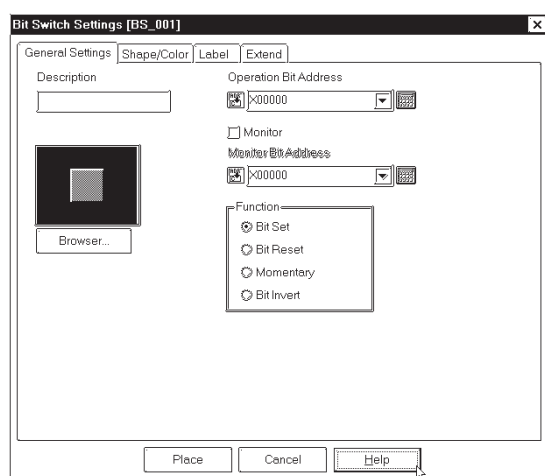 Bit Switch Settings [BS_001]
General Settings Shape/Color Label Extend
Description
Operation Bit Address
X00000
Monitor
Monitor Bit Address
X00000
Browser...
Function
Bit Set
Bit Reset
Momentary
Bit Invert
Place Cancel Help